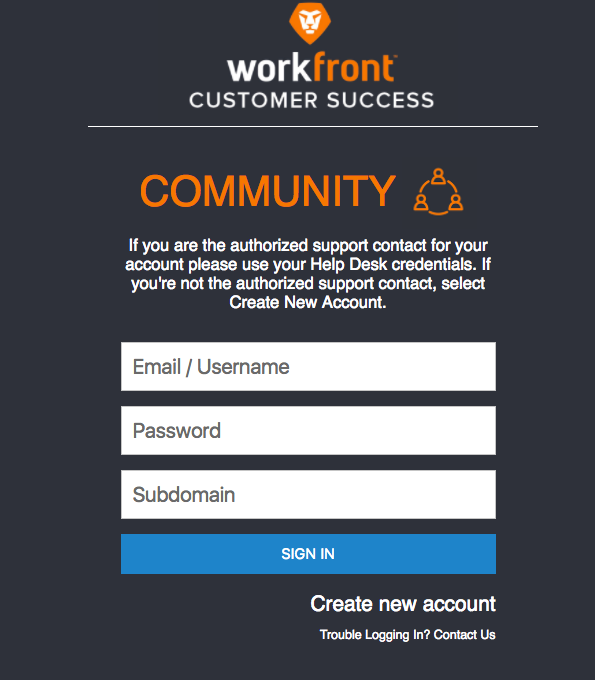 workfront™
CUSTOMER SUCCESS
COMMUNITY
If you are the authorized support contact for your
account please use your Help Desk credentials. If
you're not the authorized support contact, select
Create New Account.
Email / Username
Password
Subdomain
SIGN IN
Create new account
Trouble Logging In? Contact Us